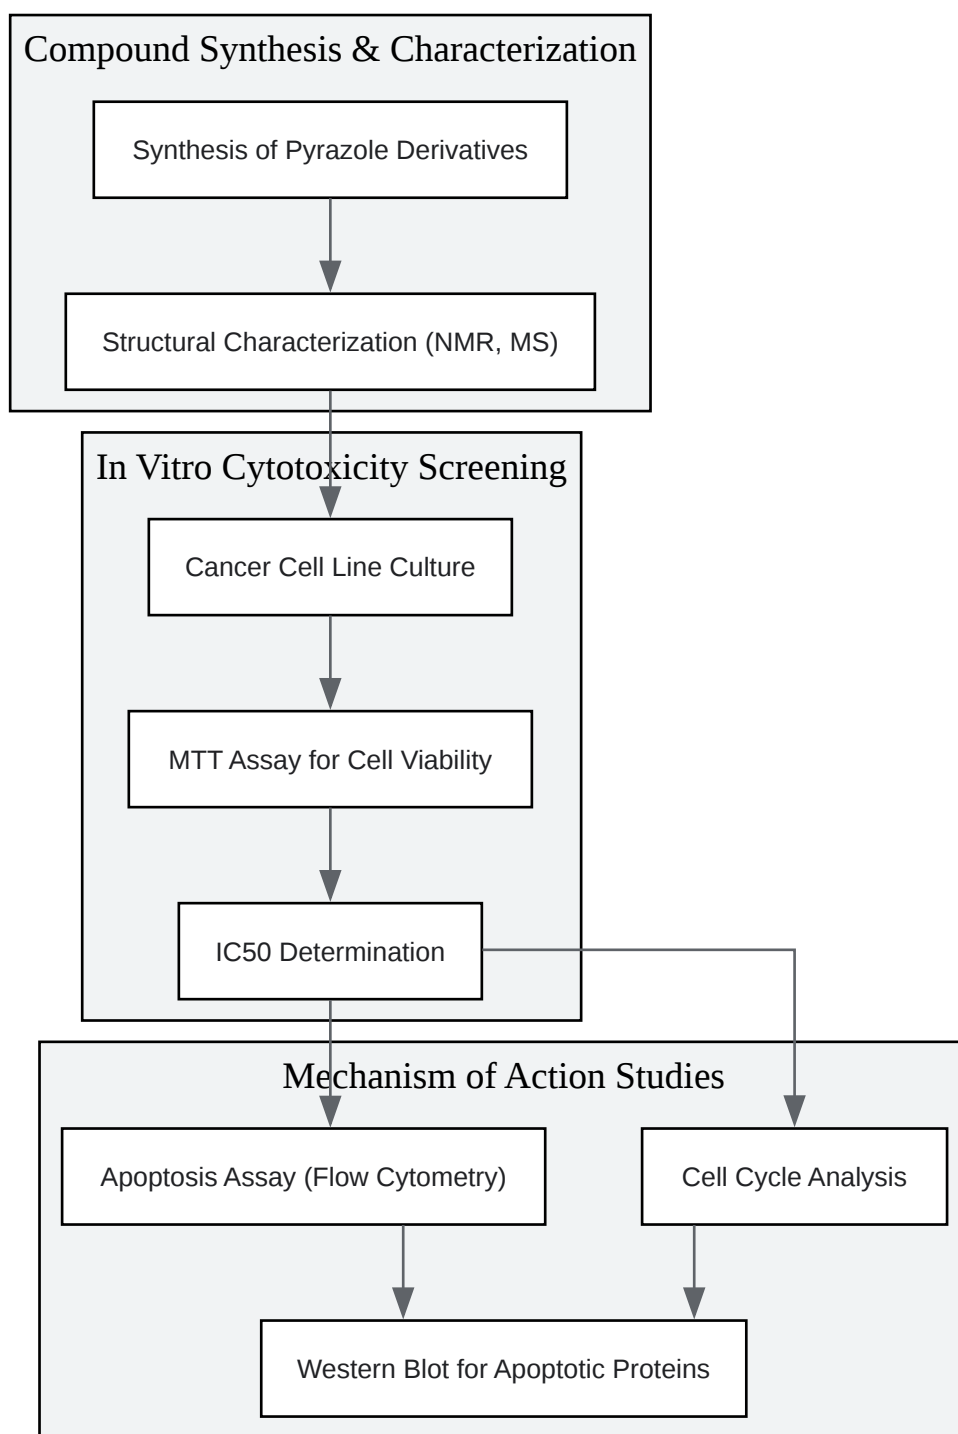 Compound Synthesis & Characterization
Synthesis of Pyrazole Derivatives
Structural Characterization (NMR, MS)
In Vitro Cytotoxicity Screening
Cancer Cell Line Culture
MTT Assay for Cell Viability
IC50 Determination
Mechanism of Action Studies
Apoptosis Assay (Flow Cytometry)
Cell Cycle Analysis
Western Blot for Apoptotic Proteins